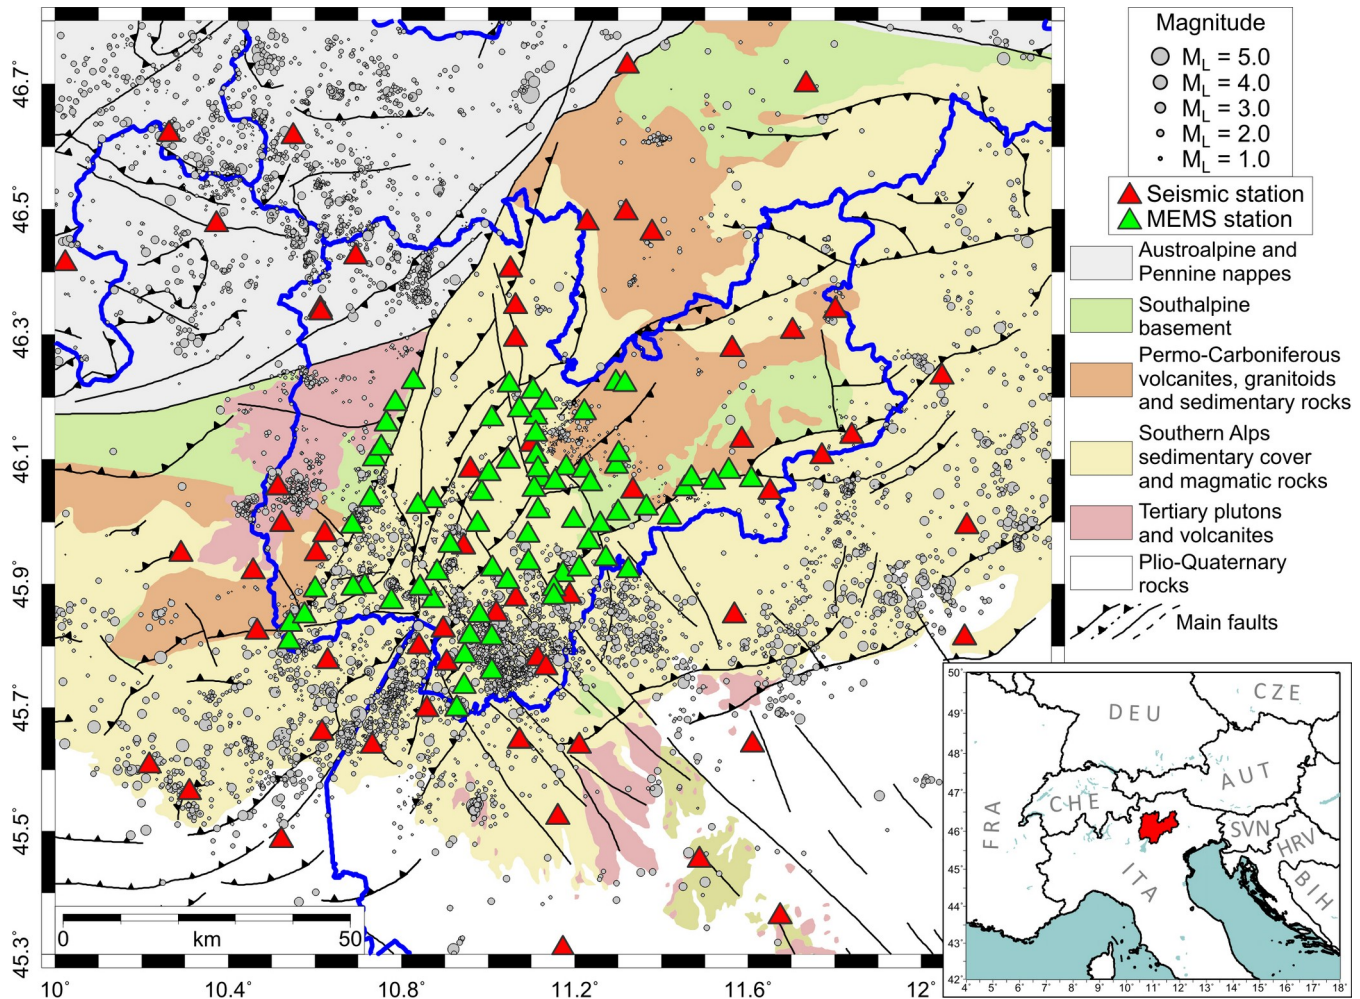 Magnitude
M_L = 5.0
M_L = 4.0
M_L = 3.0
M_L = 2.0
M_L = 1.0
Seismic station
MEMS station
Austroalpine and
Pennine nappes
Southalpine
basement
Permo-Carboniferous
volcanites, granitoids
and sedimentary rocks
Southern Alps
sedimentary cover
and magmatic rocks
Tertiary plutons
and volcanites
Plio-Quaternary
rocks
Main faults
46.7°
46.5°
46.3°
46.1°
45.9°
45.7°
45.5°
45.3°
0 km 50
10 10.4 10.8 11.2 11.6 12
50°
49°
48°
47°
46°
45°
44°
43°
42°
4° 5° 6° 7° 8° 9° 10° 11° 12° 13° 14° 15° 16° 17° 18°
CZE
DEU
AUT
CHE
FRA
SVN
HRV
BIH
ITA